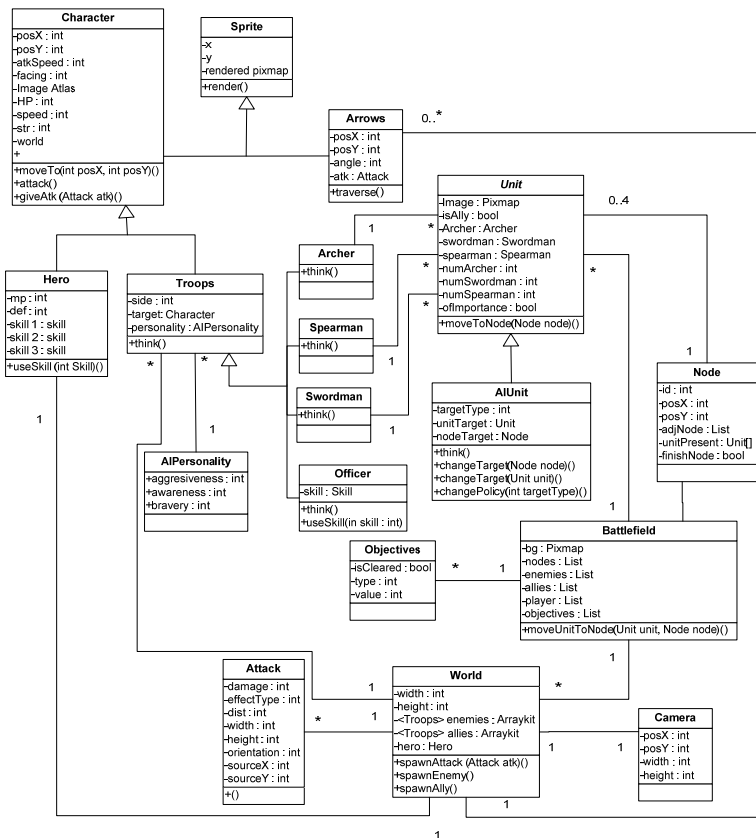 Character
-posX : int
-posY : int
-atkSpeed : int
-facing : int
-Image Atlas
-HP : int
-speed : int
-str : int
-world
+
+moveTo(int posX, int posY)()
+attack()
+giveAtk(Attack atk)()
Sprite
-x
-y
-rendered pixmap
+render()
Arrows
-posX : int
-posY : int
-angle : int
-atk : Attack
+traverse()
0..*
Unit
-Image : Pixmap
-isAlly : bool
-Archer : Archer
-swordman : Swordman
-spearman : Spearman
-numArcher : int
-numSwordman : int
-numSpearman : int
-ofImportance : bool
+moveToNode(Node node)()
0..4
1
*
*
*
*
Hero
-mp : int
-def : int
-skill 1 : skill
-skill 2 : skill
-skill 3 : skill
+useSkill(int Skill)()
Troops
-side : int
-target: Character
-personality : AIPersonality
+think()
*
*
Archer
+think()
Spearman
+think()
1
Swordman
+think()
1
Officer
-skill : Skill
+think()
+useSkill(in skill : int)
AIUnit
-targetType : int
-unitTarget : Unit
-nodeTarget : Node
+think()
+changeTarget(Node node)()
+changeTarget(Unit unit)()
+changePolicy(int targetType)()
1
Node
-id : int
-posX : int
-posY : int
-adjNode : List
-unitPresent : Unit[]
-finishNode : bool
1
1
AIPersonality
+aggresiveness : int
+awareness : int
+bravery : int
1
Battlefield
-bg : Pixmap
-nodes : List
-enemies : List
-allies : List
-player : List
-objectives : List
+moveUnitToNode(Unit unit, Node node)()
Objectives
-isCleared : bool
-type : int
-value : int
*
1
1
*
Attack
-damage : int
-effectType : int
-dist : int
-width : int
-height : int
-orientation : int
-sourceX : int
-sourceY : int
+()
*
1
1
World
-width : int
-height : int
-<Troops> enemies : Arraykit
-<Troops> allies : Arraykit
-hero : Hero
+spawnAttack (Attack atk)()
+spawnEnemy()
+spawnAlly()
1
1
Camera
-posX : int
-posY : int
-width : int
-height : int
1
1